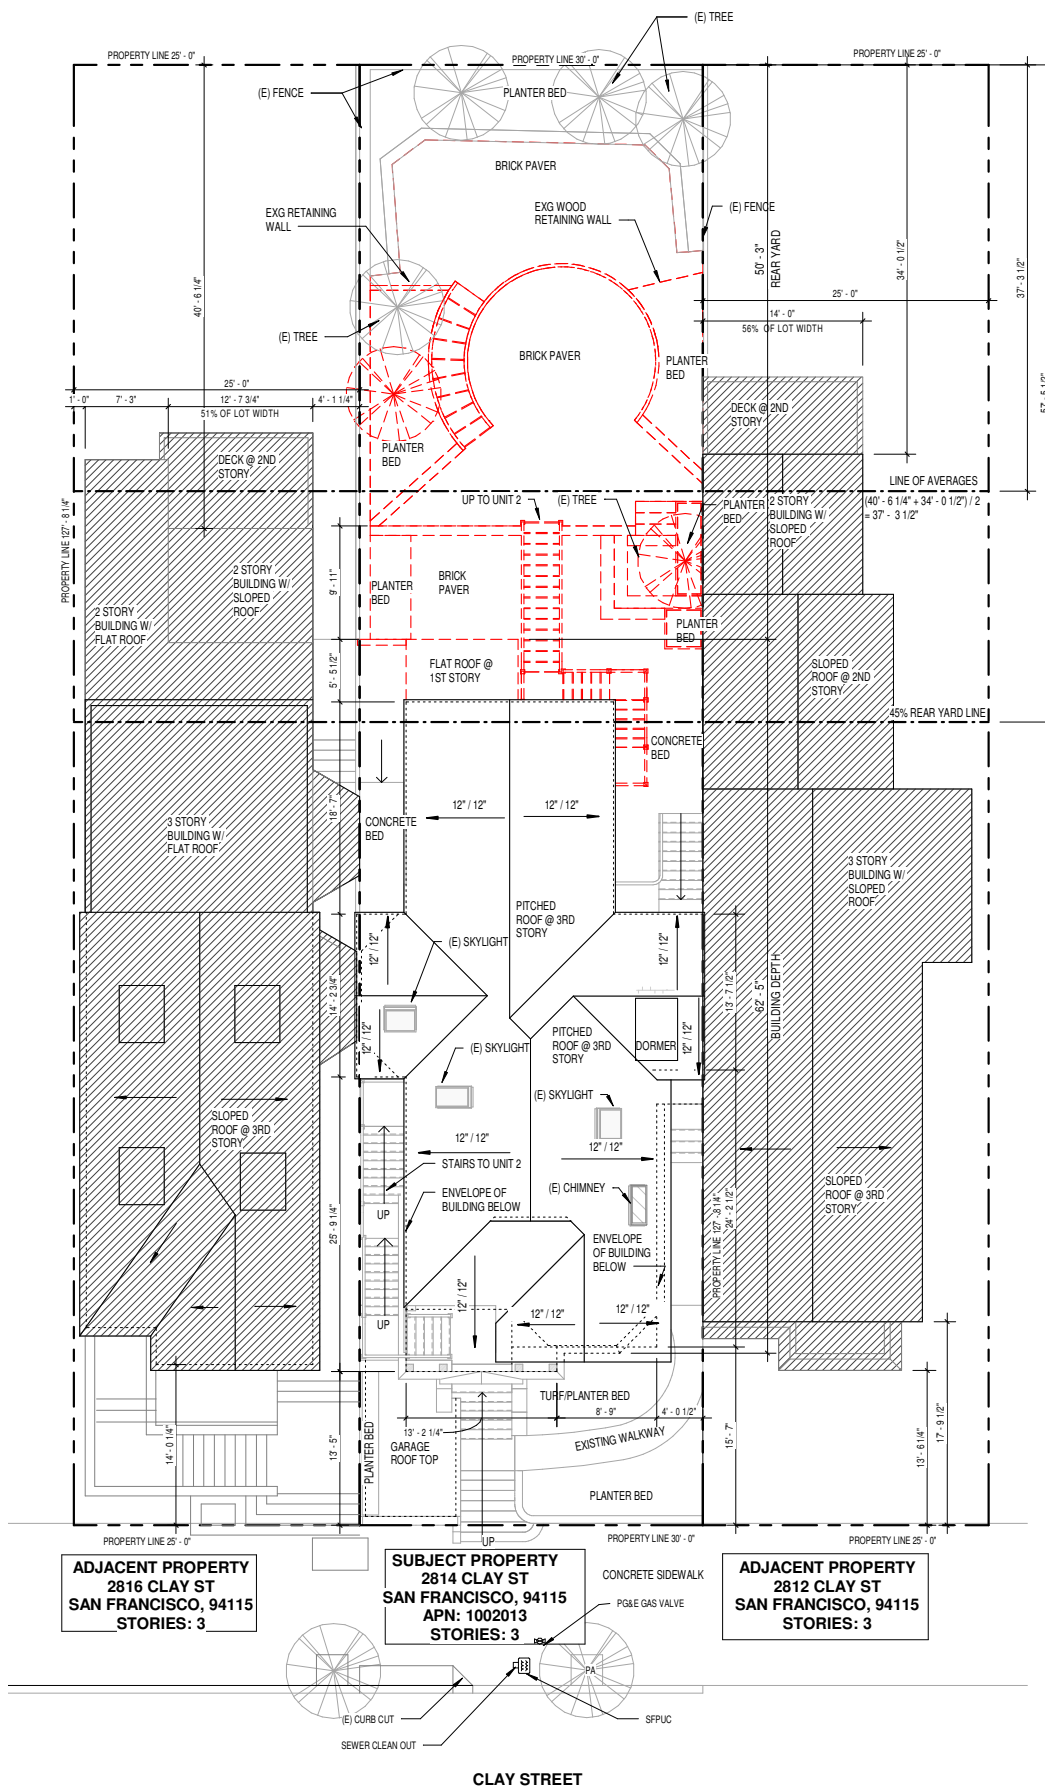 (E) TREE
PROPERTY LINE 25' - 0"
PROPERTY LINE 30' - 0"
PROPERTY LINE 25' - 0"
(E) FENCE
PLANTER BED
BRICK PAVER
EXG RETAINING
WALL
EXG WOOD
RETAINING WALL
(E) FENCE
50' - 3"
REAR YARD
34' - 0 1/2"
37' - 3 1/2"
40' - 6 1/4"
25' - 0"
14' - 0"
56% OF LOT WIDTH
(E) TREE
BRICK PAVER
PLANTER
BED
25' - 0"
1' - 0"
7' - 3"
12' - 7 3/4"
4' - 1 1/4"
51% OF LOT WIDTH
DECK @ 2ND
STORY
PLANTER
BED
DECK @ 2ND
STORY
LINE OF AVERAGES
(40' - 6 1/4" + 34' - 0 1/2") / 2
= 37' - 3 1/2"
UP TO UNIT 2
(E) TREE
PLANTER
BED
2 STORY
BUILDING W/
SLOPED
ROOF
PROPERTY LINE 127' - 8 1/4"
9' - 11"
2 STORY
BUILDING W/
SLOPED
ROOF
2 STORY
BUILDING W/
FLAT ROOF
PLANTER
BED
BRICK
PAVER
PLANTER
BED
5' - 5 1/2"
FLAT ROOF @
1ST STORY
SLOPED
ROOF @ 2ND
STORY
45% REAR YARD LINE
CONCRETE
BED
18' - 7"
12" / 12"
12" / 12"
3 STORY
BUILDING W/
FLAT ROOF
CONCRETE
BED
3 STORY
BUILDING W/
SLOPED
ROOF
PITCHED
ROOF @ 3RD
STORY
(E) SKYLIGHT
12" / 12"
12" / 12"
14' - 2 3/4"
13' - 7 1/2"
62' - 5"
BUILDING DEPTH
12" / 12"
PITCHED
ROOF @ 3RD
STORY
DORMER
12" / 12"
(E) SKYLIGHT
(E) SKYLIGHT
SLOPED
ROOF @ 3RD
STORY
12" / 12"
12" / 12"
STAIRS TO UNIT 2
(E) CHIMNEY
SLOPED
ROOF @ 3RD
STORY
ENVELOPE OF
BUILDING BELOW
UP
ENVELOPE
OF BUILDING
BELOW
PROPERTY LINE 127' - 8 1/4"
24' - 2 1/2"
25' - 9 1/4"
12" / 12"
12" / 12"
12" / 12"
UP
TURF/PLANTER BED
8' - 9"
4' - 0 1/2"
13' - 2 1/4"
GARAGE
ROOF TOP
EXISTING WALKWAY
PLANTER BED
PLANTER BED
14' - 0 1/4"
13' - 5"
15' - 7"
13' - 6 1/4"
17' - 9 1/2"
PROPERTY LINE 25' - 0"
UP
PROPERTY LINE 30' - 0"
PROPERTY LINE 25' - 0"
ADJACENT PROPERTY
2816 CLAY ST
SAN FRANCISCO, 94115
STORIES: 3
SUBJECT PROPERTY
2814 CLAY ST
SAN FRANCISCO, 94115
APN: 1002013
STORIES: 3
CONCRETE SIDEWALK
ADJACENT PROPERTY
2812 CLAY ST
SAN FRANCISCO, 94115
STORIES: 3
PG&E GAS VALVE
PA
(E) CURB CUT
SFPUC
SEWER CLEAN OUT
CLAY STREET